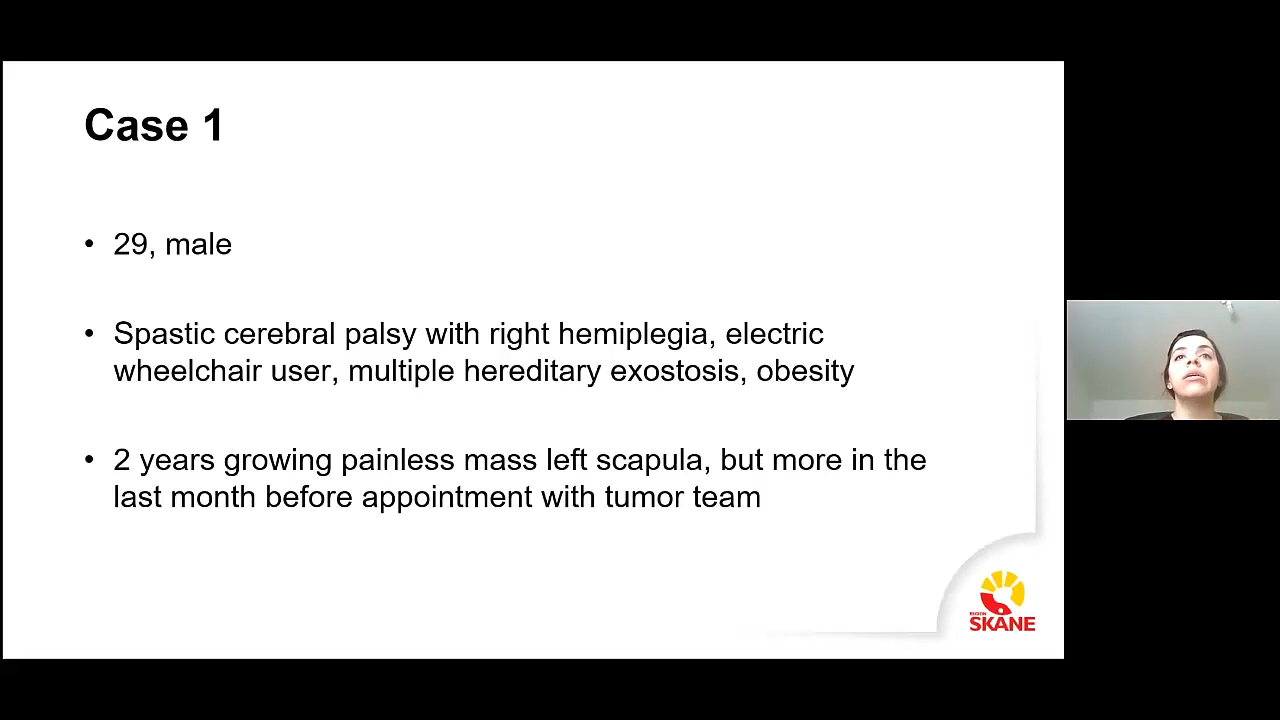 Case 1
• 29, male
• Spastic cerebral palsy with right hemiplegia, electric
wheelchair user, multiple hereditary exostosis, obesity
• 2 years growing painless mass left scapula, but more in the
last month before appointment with tumor team
REGION
SKANE